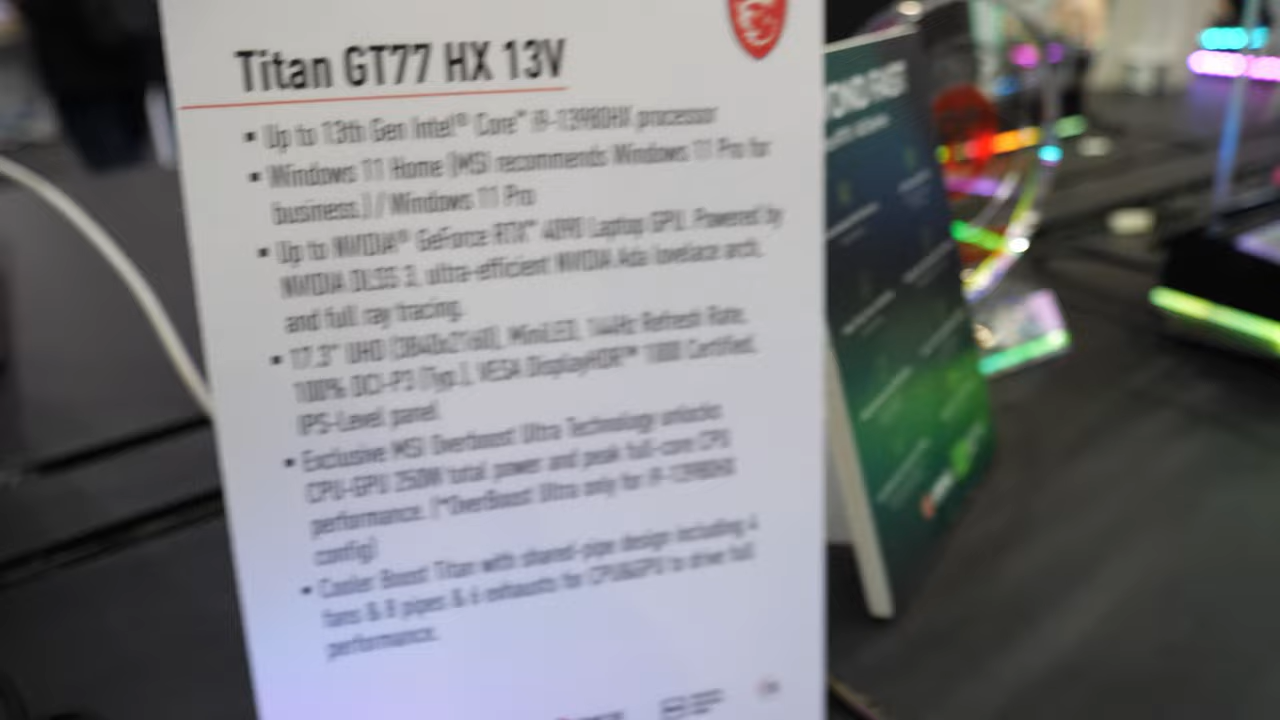 Titan GT77 HX 13V
▪ Up to 13th Gen Intel® Core™ i9-13980HX processor
▪ Windows 11 Home (MSI recommends Windows 11 Pro for
business.) / Windows 11 Pro
▪ Up to NVIDIA® GeForce RTX™ 4090 Laptop GPU. Powered by
NVIDIA DLSS 3, ultra-efficient NVIDIA Ada lovelace arch,
and full ray tracing.
▪ 17.3" UHD (3840x2160), MiniLED, 144Hz Refresh Rate,
100% DCI-P3 (Typ.), VESA DisplayHDR™ 1000 Certified,
IPS-Level panel
▪ Exclusive MSI Overboost Ultra Technology unlocks
CPU-GPU 250W total power and peak full-core CPU
performance. (*OverBoost Ultra only for i9-13980HX
config)
▪ Cooler Boost Titan with shared-pipe design including 4
fans & 8 pipes & 6 exhausts for CPU&GPU to drive full
performance.